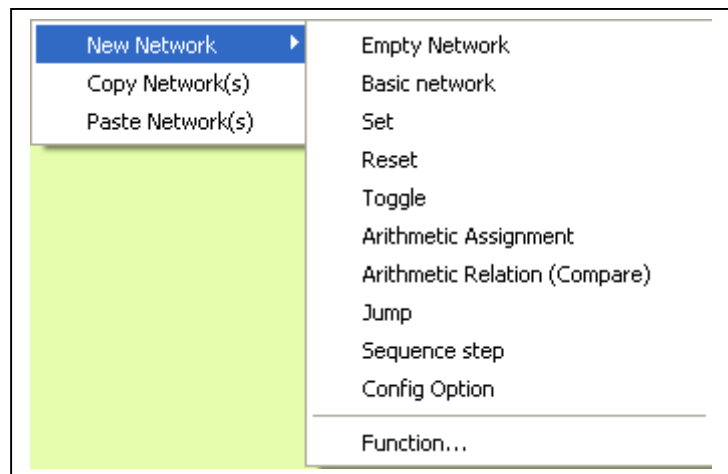 New Network
Copy Network(s)
Paste Network(s)
Empty Network
Basic network
Set
Reset
Toggle
Arithmetic Assignment
Arithmetic Relation (Compare)
Jump
Sequence step
Config Option
Function...